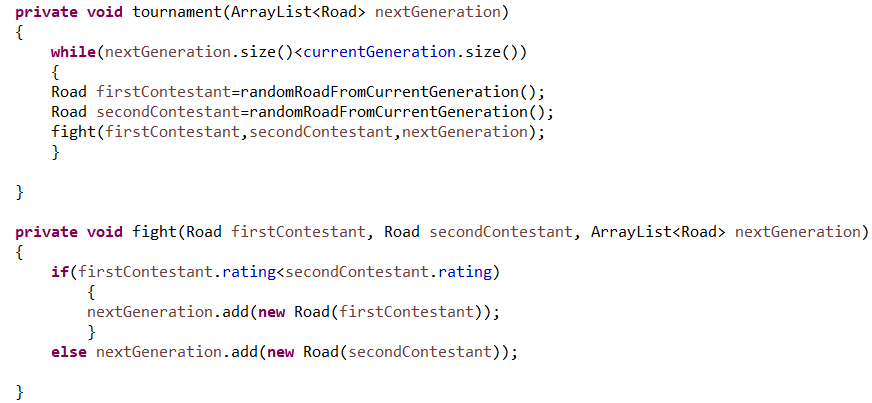 private void tournament(ArrayList<Road> nextGeneration)
{
    while(nextGeneration.size()<currentGeneration.size())
    {
    Road firstContestant=randomRoadFromCurrentGeneration();
    Road secondContestant=randomRoadFromCurrentGeneration();
    fight(firstContestant,secondContestant,nextGeneration);
    }

}

private void fight(Road firstContestant, Road secondContestant, ArrayList<Road> nextGeneration)
{
    if(firstContestant.rating<secondContestant.rating)
        {
        nextGeneration.add(new Road(firstContestant));
        }
    else nextGeneration.add(new Road(secondContestant));

}